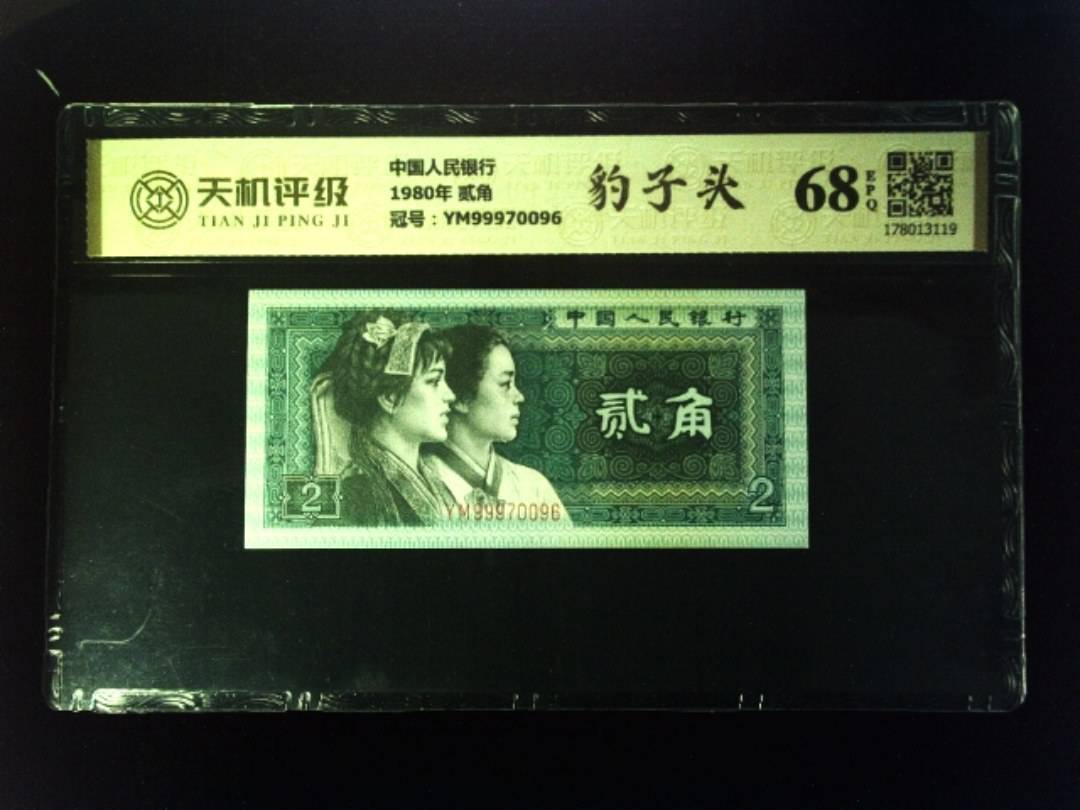 天机评级
TIAN JI PING JI
中国人民银行
1980年 贰角
冠号：YM99970096
豹子头
68
EPQ
178013119
中国人民银行
贰角
2
2
YM99970096